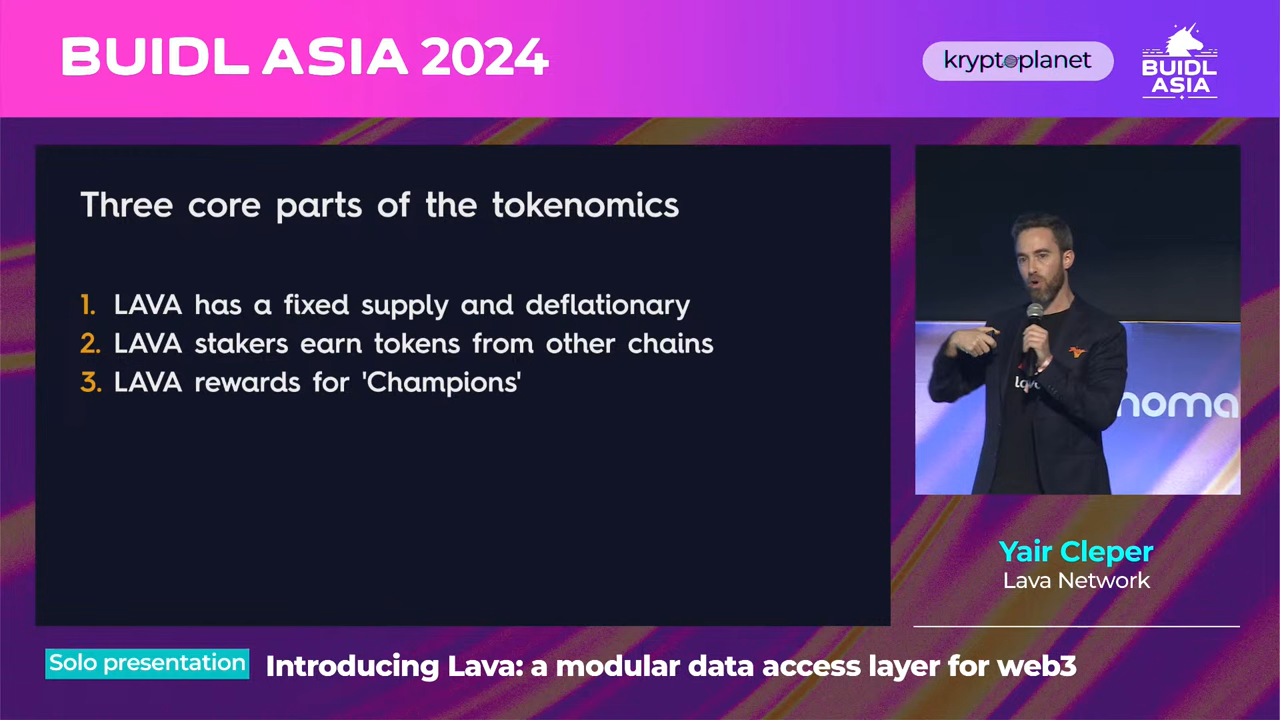 BUIDL ASIA 2024
kryptoplanet
BUIDL
ASIA
Three core parts of the tokenomics
1. LAVA has a fixed supply and deflationary
2. LAVA stakers earn tokens from other chains
3. LAVA rewards for 'Champions'
noma
Yair Cleper
Lava Network
Solo presentation
Introducing Lava: a modular data access layer for web3